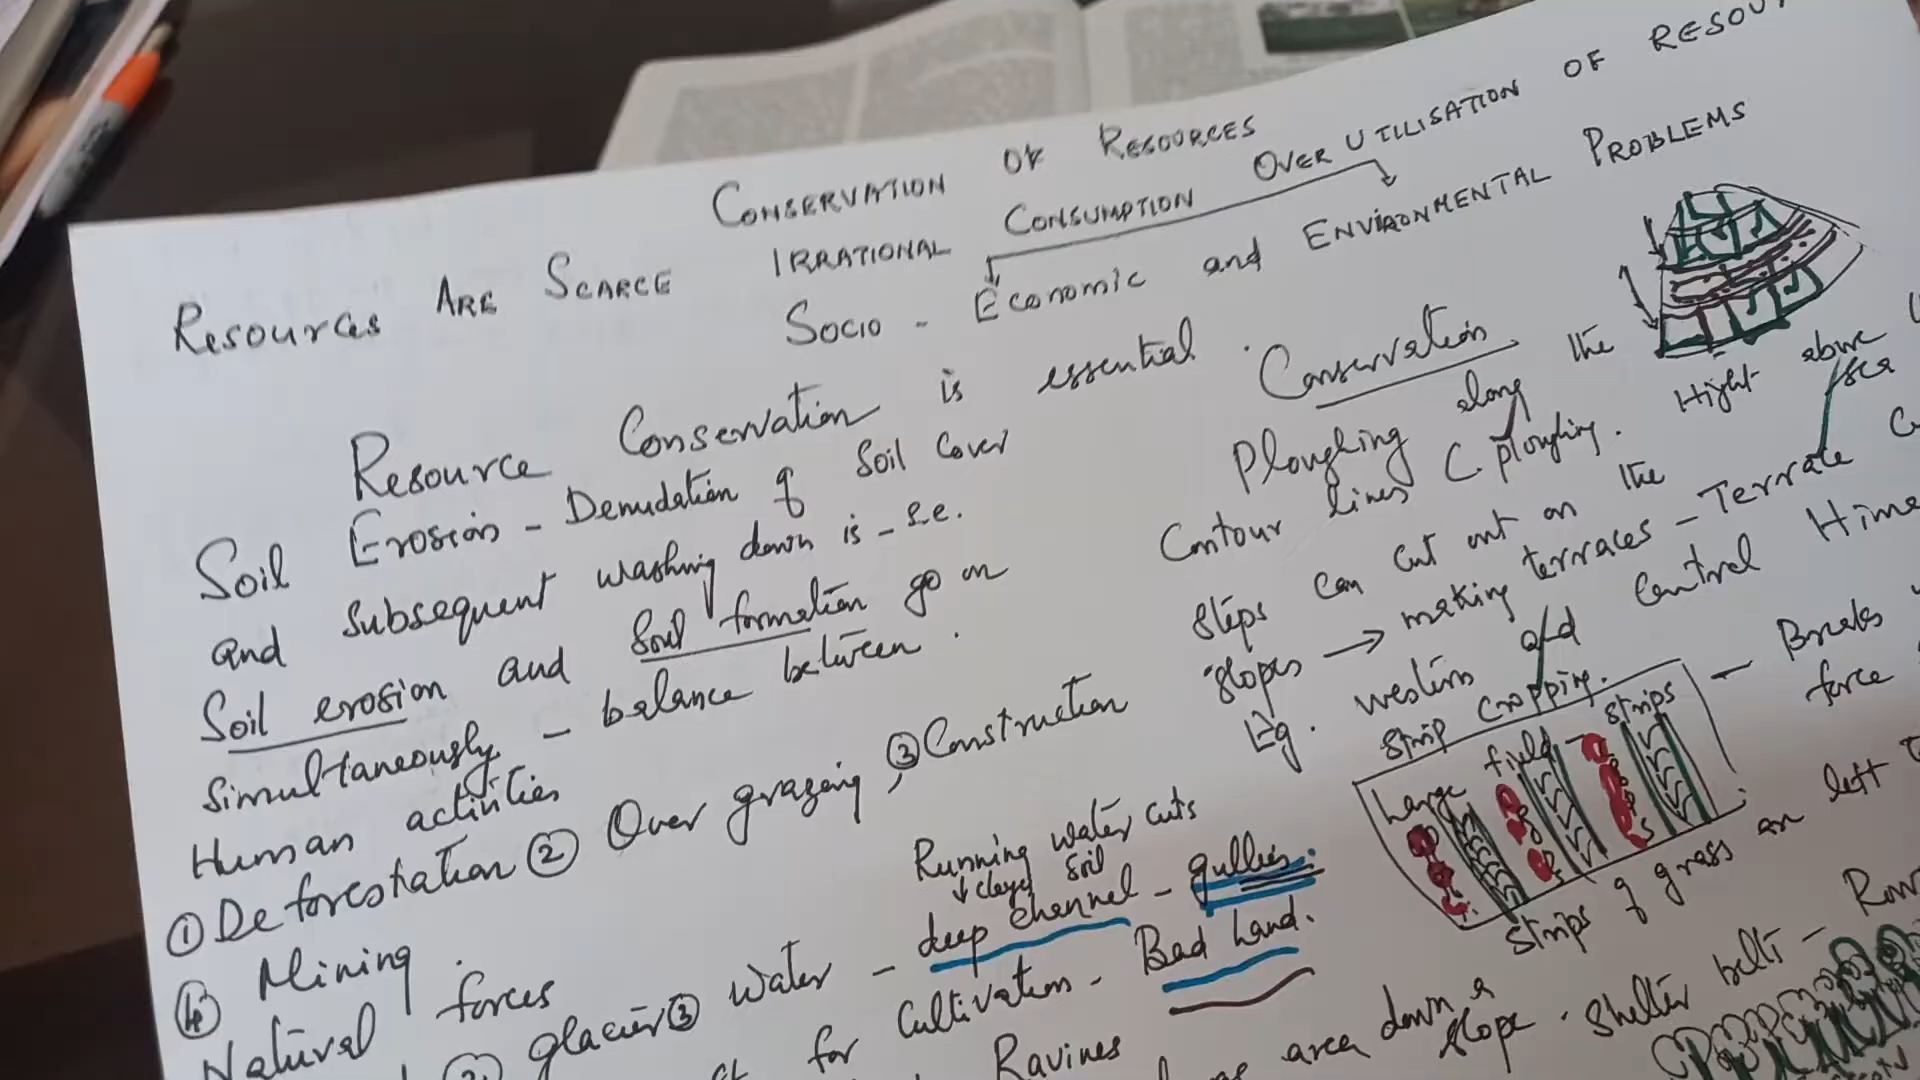 CONSERVATION OF RESOURCES
RESOURCES ARE SCARCE IRRATIONAL CONSUMPTION OVER UTILISATION OF
SOCIO - Economic and ENVIRONMENTAL PROBLEMS
Resource Conservation is essential.
Soil Erosion - Denudation of Soil Cover
and subsequent washing down is - S.e.
Soil erosion and Soil formation go on
simultaneously - balance between.
Human activities
① Deforestation ② Over grazing, ③ Construction
④ Mining.
Natural forces
glacier ③ water - deep channel - gullies.
Running water cuts
clayey soil
for Cultivation - Bad Land.
Ravines
Conservation
Ploughing along the
Contour lines C. ploughing.
Hight above
sea
Steps can cut out on the
slopes → making terraces - Terrace
Eg. western and central
Strip cropping.
Large field - strips - Breaks
force
Strips of grass are left
area down a
slope. Shelter belts -